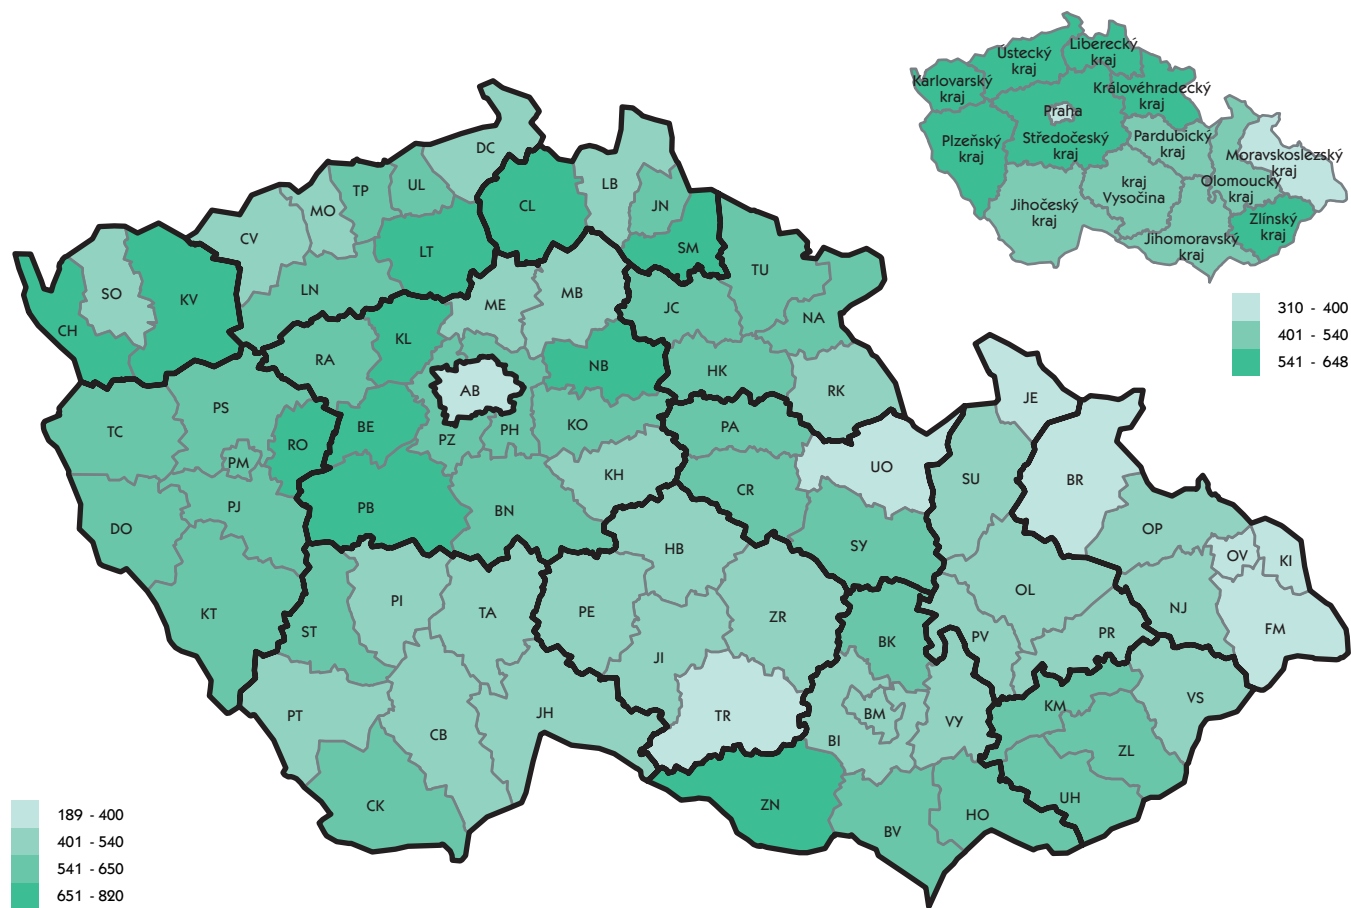 Ústecký
kraj
Liberecký
kraj
Karlovarský
kraj
Královéhradecký
kraj
Praha
Středočeský
kraj
Plzeňský
kraj
Pardubický
kraj
Moravskoslezský
kraj
kraj
Vysočina
Olomoucký
kraj
Jihočeský
kraj
Zlínský
kraj
Jihomoravský
kraj
310 - 400
401 - 540
541 - 648
DC
TP
UL
LB
CL
JN
MO
CV
LT
SM
TU
SO
KV
LN
ME
MB
JC
NA
CH
KL
RA
NB
HK
AB
RK
JE
PS
TC
BE
PZ
PH
KO
PA
RO
PM
KH
UO
SU
BR
PJ
PB
BN
CR
DO
OP
HB
SY
OV
KI
PI
TA
PE
ZR
OL
NJ
KT
ST
BK
PV
PR
FM
JI
PT
JH
TR
BM
VY
KM
VS
CB
BI
ZL
CK
ZN
BV
HO
UH
189 - 400
401 - 540
541 - 650
651 - 820